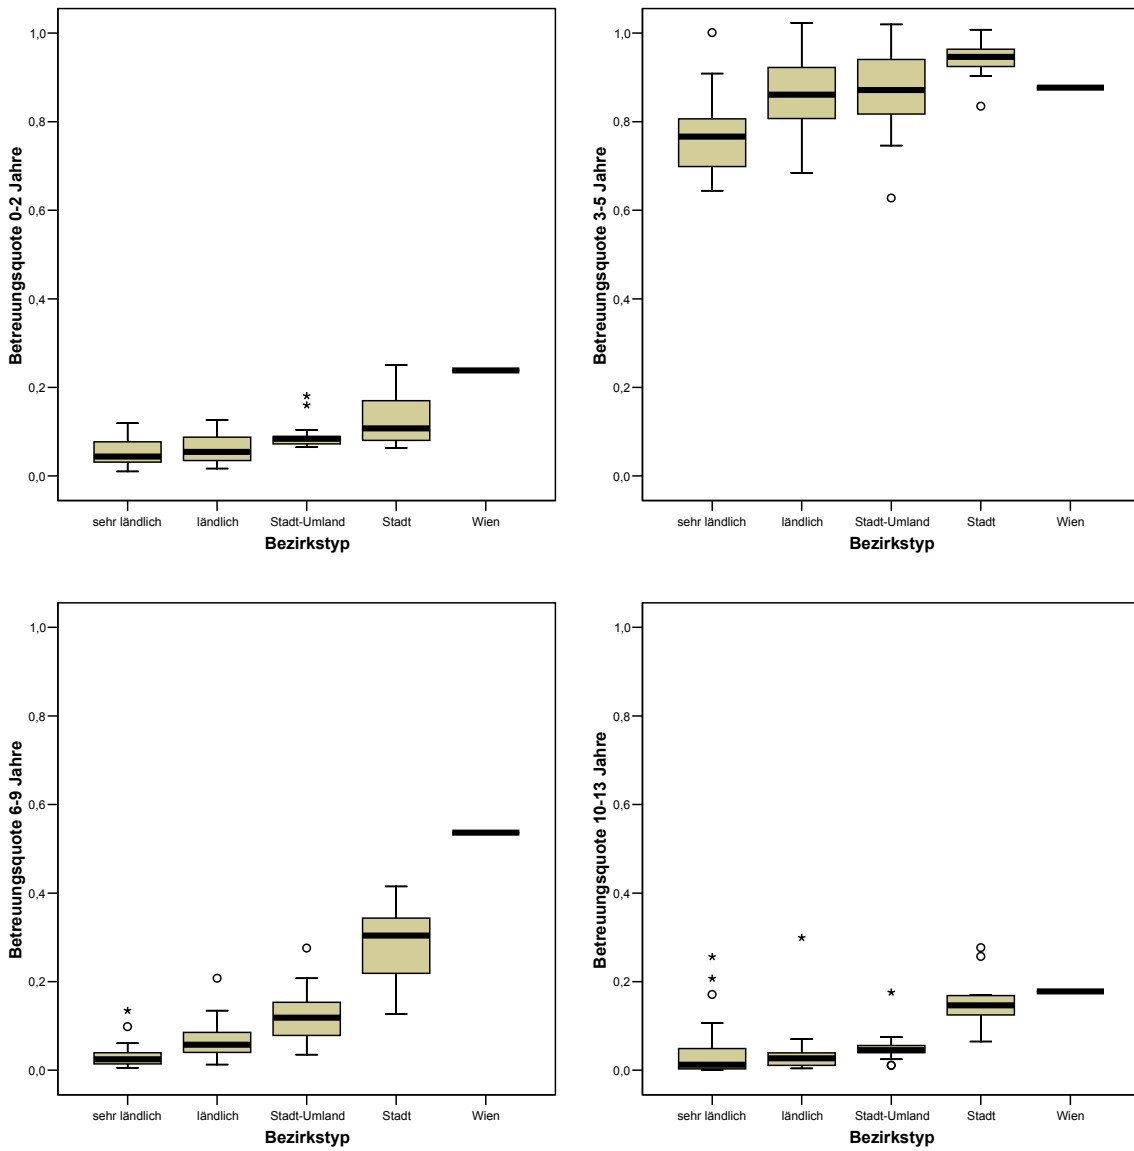 Betreuungsquote 0-2 Jahre
1,0
0,8
0,6
0,4
0,2
0,0
sehr ländlich ländlich Stadt-Umland Stadt Wien
Bezirkstyp
Betreuungsquote 3-5 Jahre
1,0
0,8
0,6
0,4
0,2
0,0
sehr ländlich ländlich Stadt-Umland Stadt Wien
Bezirkstyp
Betreuungsquote 6-9 Jahre
1,0
0,8
0,6
0,4
0,2
0,0
sehr ländlich ländlich Stadt-Umland Stadt Wien
Bezirkstyp
Betreuungsquote 10-13 Jahre
1,0
0,8
0,6
0,4
0,2
0,0
sehr ländlich ländlich Stadt-Umland Stadt Wien
Bezirkstyp